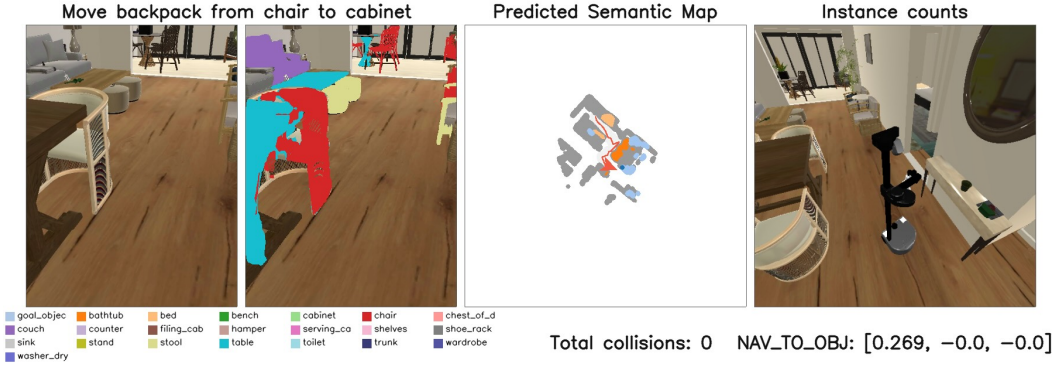 Move backpack from chair to cabinet
Predicted Semantic Map
Instance counts
goal_objec bathtub bed bench cabinet chair chest_of_d
couch counter filing_cab hamper serving_ca shelves shoe_rack
sink stand stool table toilet trunk wardrobe
washer_dry
Total collisions: 0 NAV_TO_OBJ: [0.269, -0.0, -0.0]